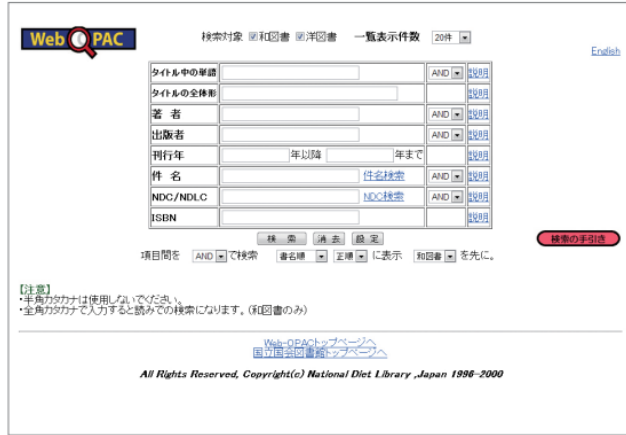 Web OPAC
検索対象 和図書 洋図書 一覧表示件数 20件
English
タイトル中の単語 AND 説明
タイトルの全体形 説明
著 者 AND 説明
出版者 AND 説明
刊行年 年以降 年まで 説明
件 名 件名検索 AND 説明
NDC/NDLC NDC検索 AND 説明
ISBN 説明
検 索 消 去 設 定
検索の手引き
項目間を AND で検索 書名順 正順 に表示 和図書 を先に。
【注意】
・半角カタカナは使用しないでください。
・全角カタカナで入力すると読みでの検索になります。(和図書のみ)
Web-OPACトップページへ
国立国会図書館トップページへ
All Rights Reserved, Copyright(c) National Diet Library ,Japan 1996-2000